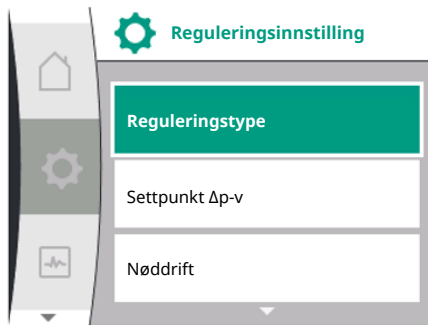 Reguleringsinnstilling
Reguleringstype
Settpunkt Δp-v
Nøddrift